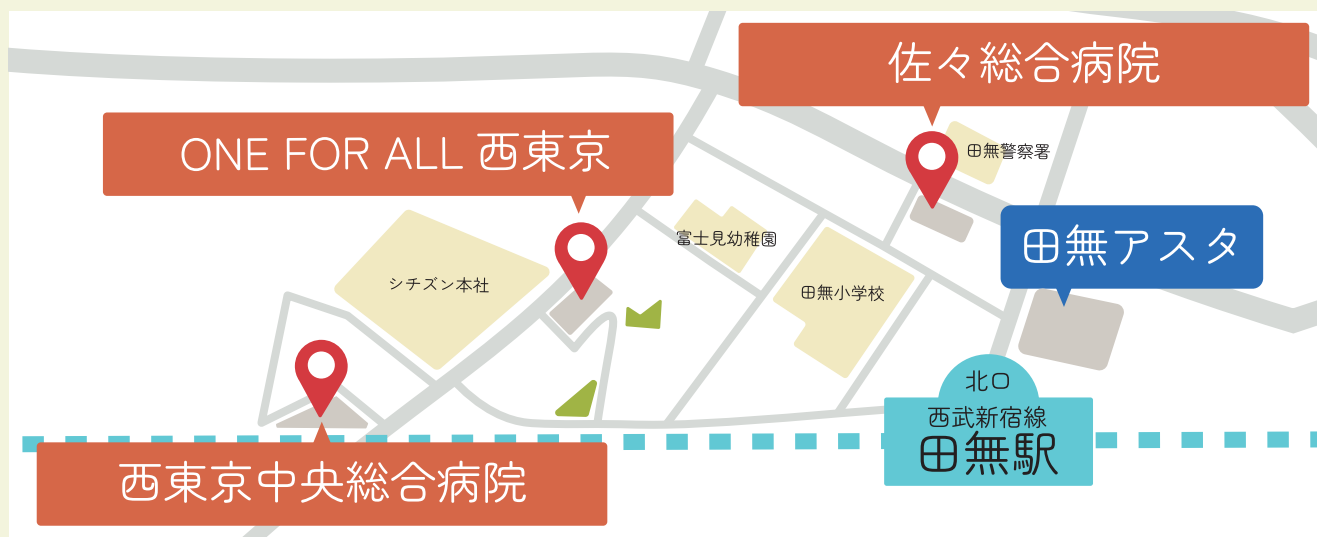 佐々総合病院
ONE FOR ALL 西東京
田無警察署
富士見幼稚園
田無アスタ
シチズン本社
田無小学校
北口
西武新宿線
田無駅
西東京中央総合病院